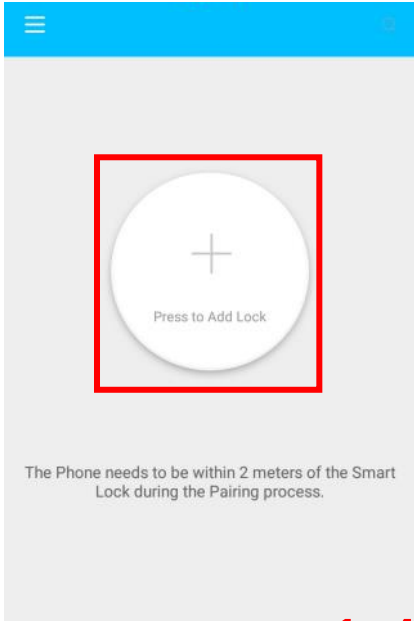 Press to Add Lock
The Phone needs to be within 2 meters of the Smart
Lock during the Pairing process.